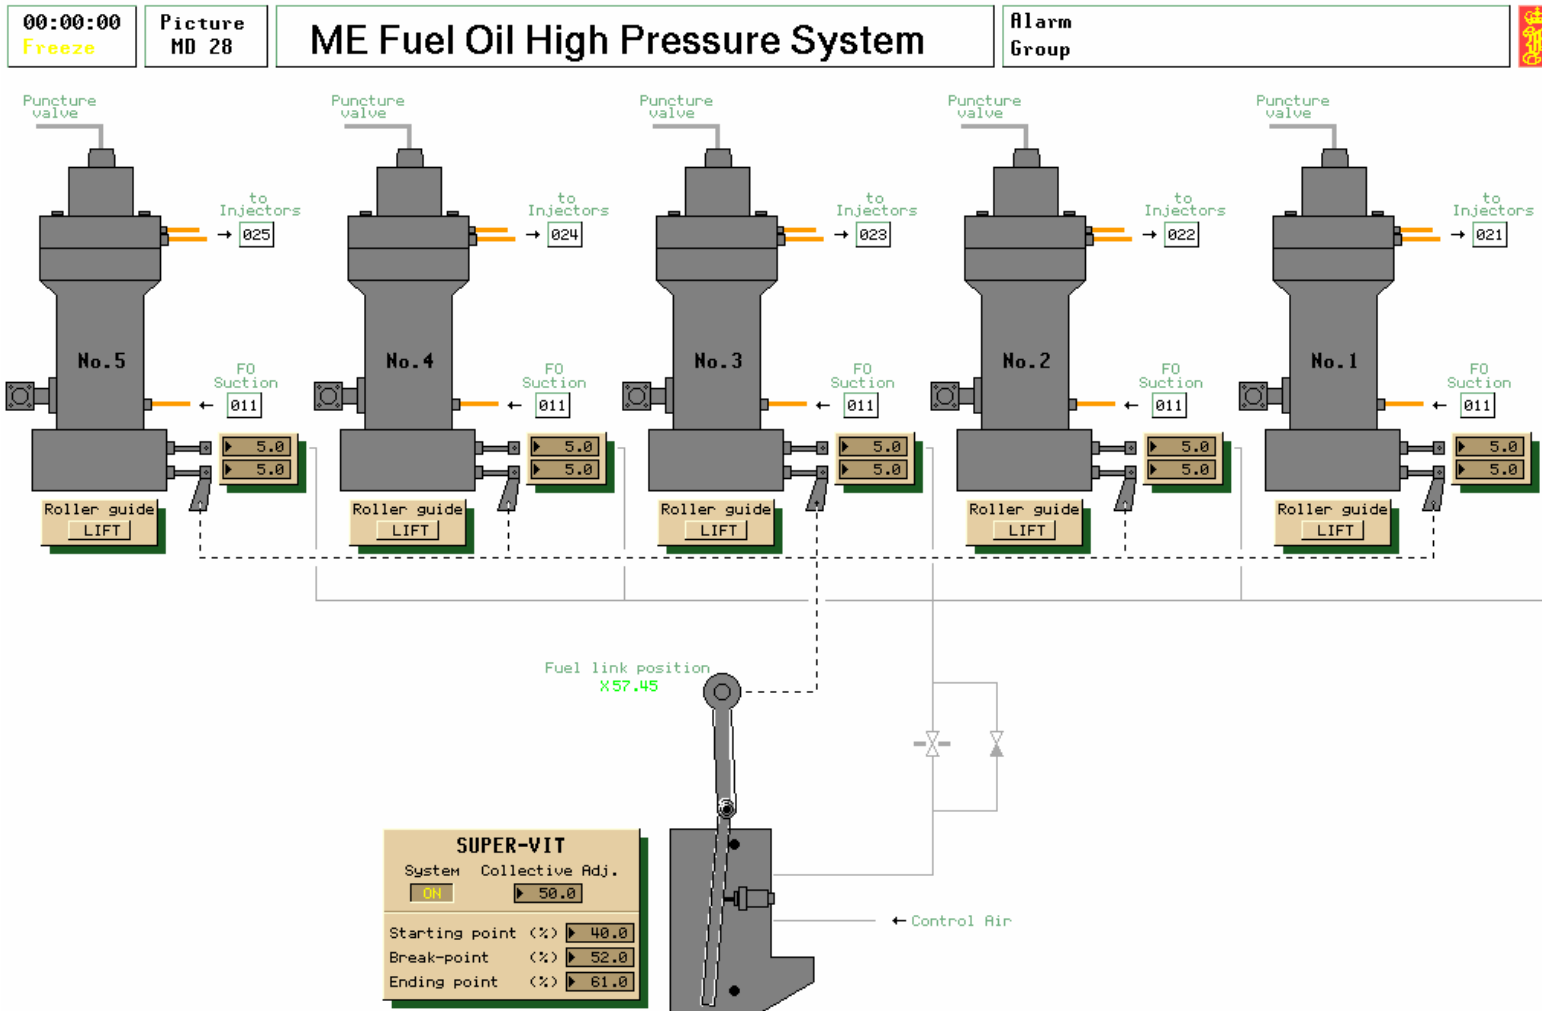 00:00:00
Freeze
Picture
MD 28
ME Fuel Oil High Pressure System
Alarm
Group
Puncture
valve
Puncture
valve
Puncture
valve
Puncture
valve
Puncture
valve
to
Injectors
025
to
Injectors
024
to
Injectors
023
to
Injectors
022
to
Injectors
021
No.5
No.4
No.3
No.2
No.1
FO
Suction
011
FO
Suction
011
FO
Suction
011
FO
Suction
011
FO
Suction
011
5.0
5.0
5.0
5.0
5.0
5.0
5.0
5.0
5.0
5.0
Roller guide
LIFT
Roller guide
LIFT
Roller guide
LIFT
Roller guide
LIFT
Roller guide
LIFT
Fuel link position
X57.45
SUPER-VIT
System Collective Adj.
ON 50.0
Starting point (%) 40.0
Break-point (%) 52.0
Ending point (%) 61.0
Control Air